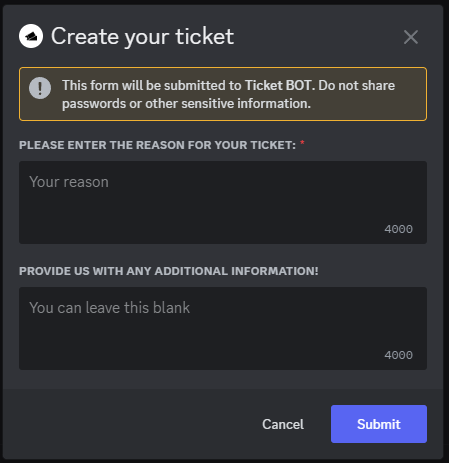 Create your ticket
This form will be submitted to Ticket BOT. Do not share
passwords or other sensitive information.
PLEASE ENTER THE REASON FOR YOUR TICKET: *
Your reason
4000
PROVIDE US WITH ANY ADDITIONAL INFORMATION!
You can leave this blank
4000
Cancel
Submit